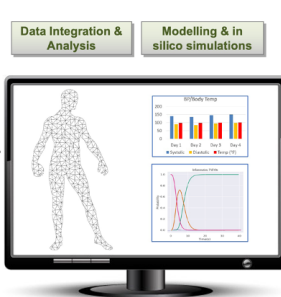 Data Integration &
Analysis
Modelling & in
silico simulations
BP/Body Temp
200
150
100
50
0
Day 1 Day 2 Day 3 Day 4
Systolic Diastolic Temp (°F)